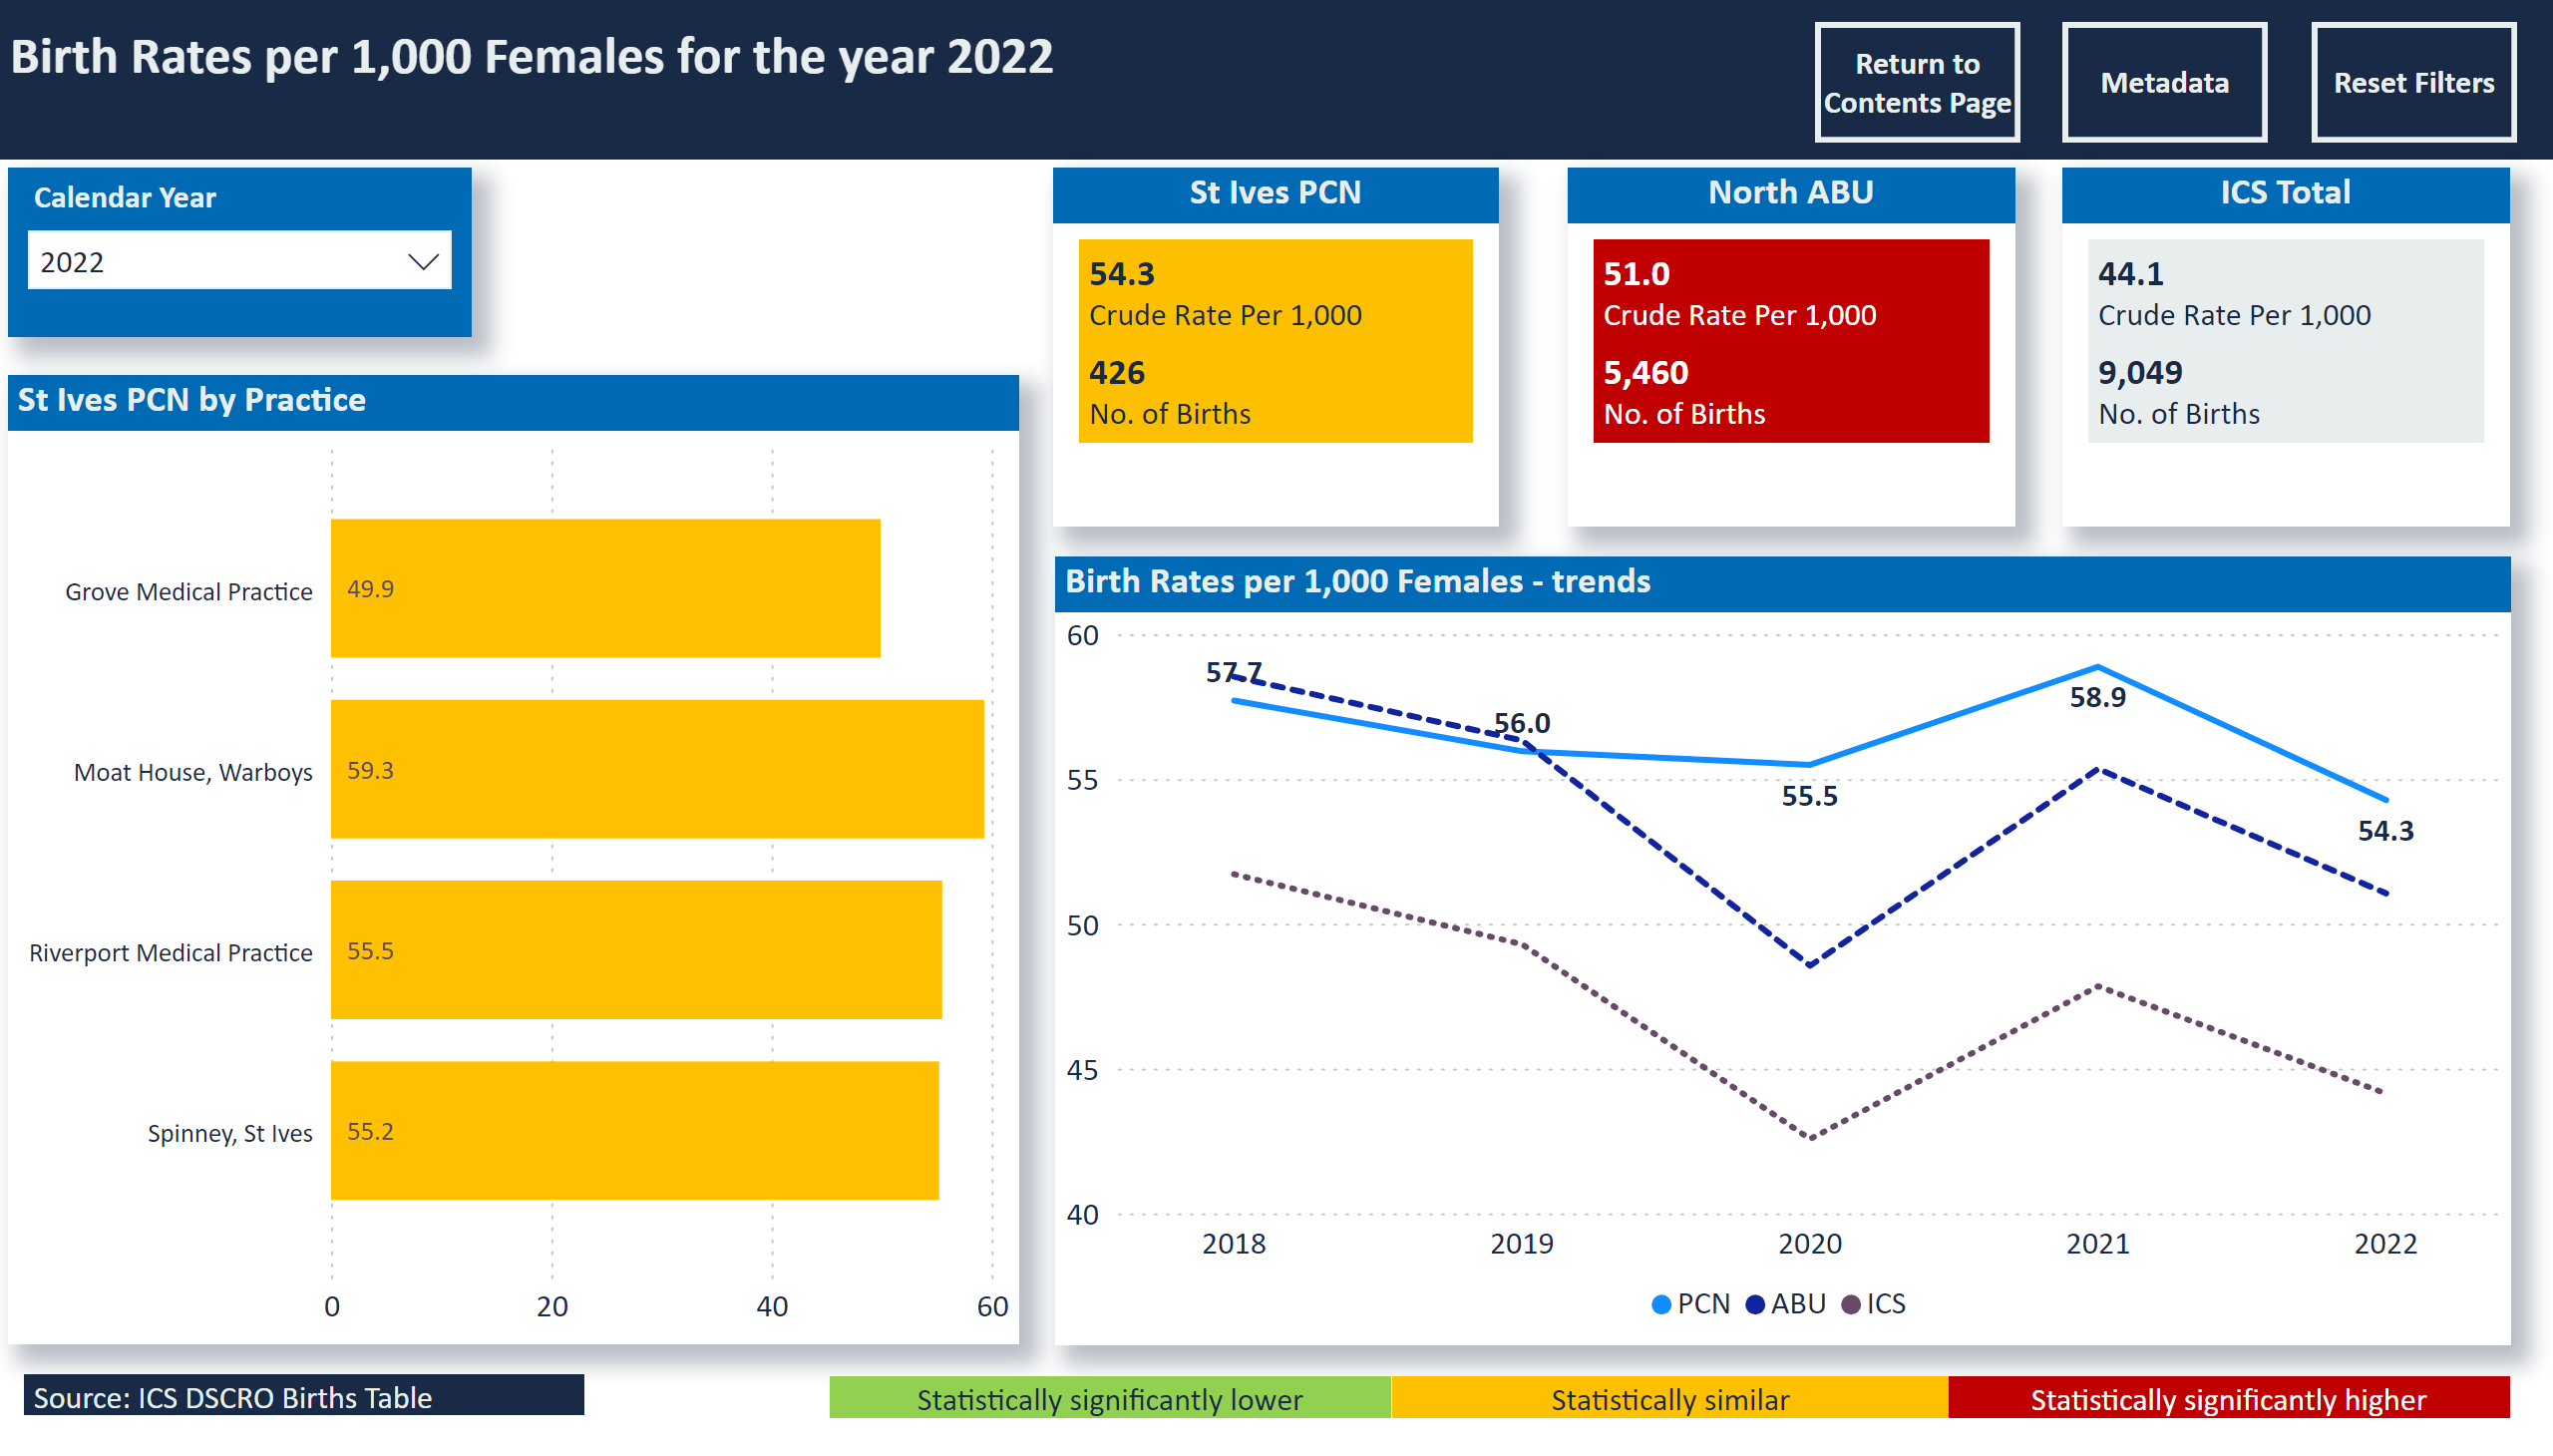 Birth Rates per 1,000 Females for the year 2022
Return to
Contents Page
Metadata
Reset Filters
Calendar Year
2022
St Ives PCN
54.3
Crude Rate Per 1,000
426
No. of Births
North ABU
51.0
Crude Rate Per 1,000
5,460
No. of Births
ICS Total
44.1
Crude Rate Per 1,000
9,049
No. of Births
St Ives PCN by Practice
Grove Medical Practice
49.9
Moat House, Warboys
59.3
Riverport Medical Practice
55.5
Spinney, St Ives
55.2
0 20 40 60
Birth Rates per 1,000 Females - trends
60
55
50
45
40
57.7
56.0
55.5
58.9
54.3
2018 2019 2020 2021 2022
PCN ABU ICS
Source: ICS DSCRO Births Table
Statistically significantly lower
Statistically similar
Statistically significantly higher